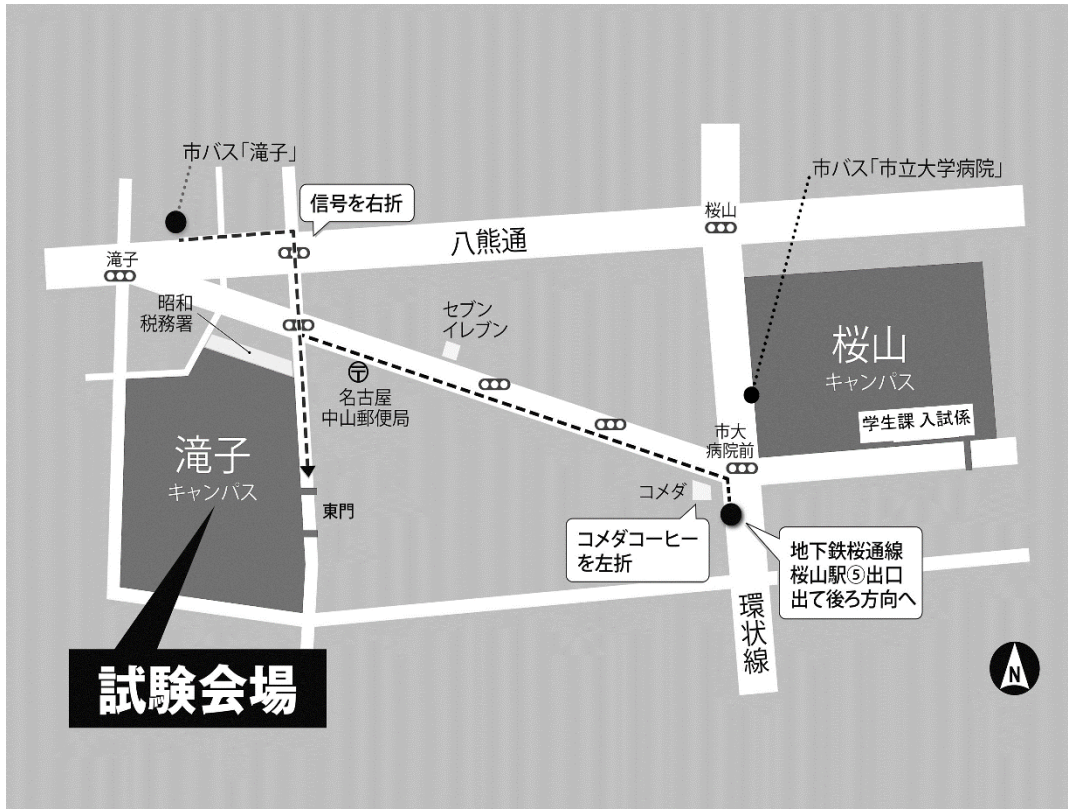 市バス「滝子」
市バス「市立大学病院」
信号を右折
桜山
八熊通
滝子
昭和
税務署
セブン
イレブン
桜山
キャンパス
〒
名古屋
中山郵便局
学生課 入試係
市大
病院前
滝子
キャンパス
コメダ
東門
コメダコーヒー
を左折
地下鉄桜通線
桜山駅⑤出口
出て後ろ方向へ
環状線
試験会場
N